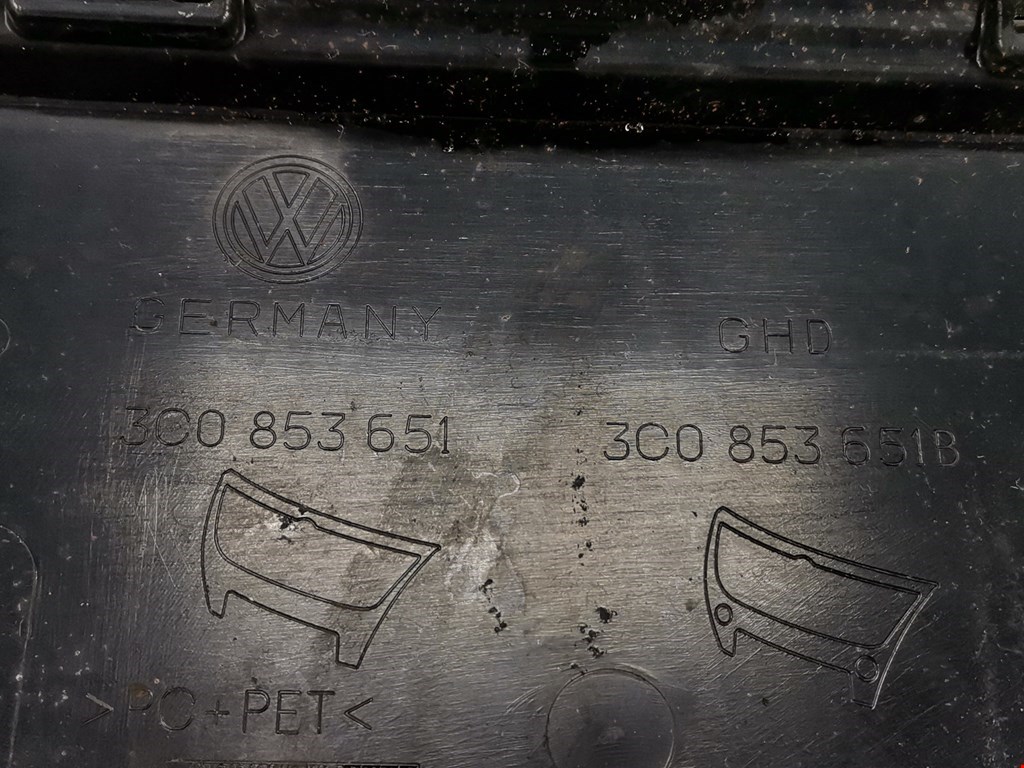 GERMANY
GHD
3C0 853 651
3C0 853 651B
>PC+PET<